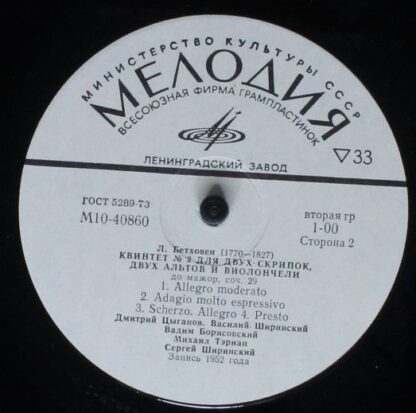 МИНИСТЕРСТВО КУЛЬТУРЫ СССР
МЕЛОДИЯ
ВСЕСОЮЗНАЯ ФИРМА ГРАМПЛАСТИНОК
ЛЕНИНГРАДСКИЙ ЗАВОД
▽33
ГОСТ 5289-73
М10-40860
вторая гр
1-00
Сторона 2
Л. Бетховен (1770—1827)
КВИНТЕТ № 2 ДЛЯ ДВУХ СКРИПОК,
ДВУХ АЛЬТОВ И ВИОЛОНЧЕЛИ
до мажор, соч. 29
1. Allegro moderato
2. Adagio molto espressivo
3. Scherzo. Allegro 4. Presto
Дмитрий Цыганов, Василий Ширинский
Вадим Борисовский
Михаил Тэриан
Сергей Ширинский
Запись 1952 года